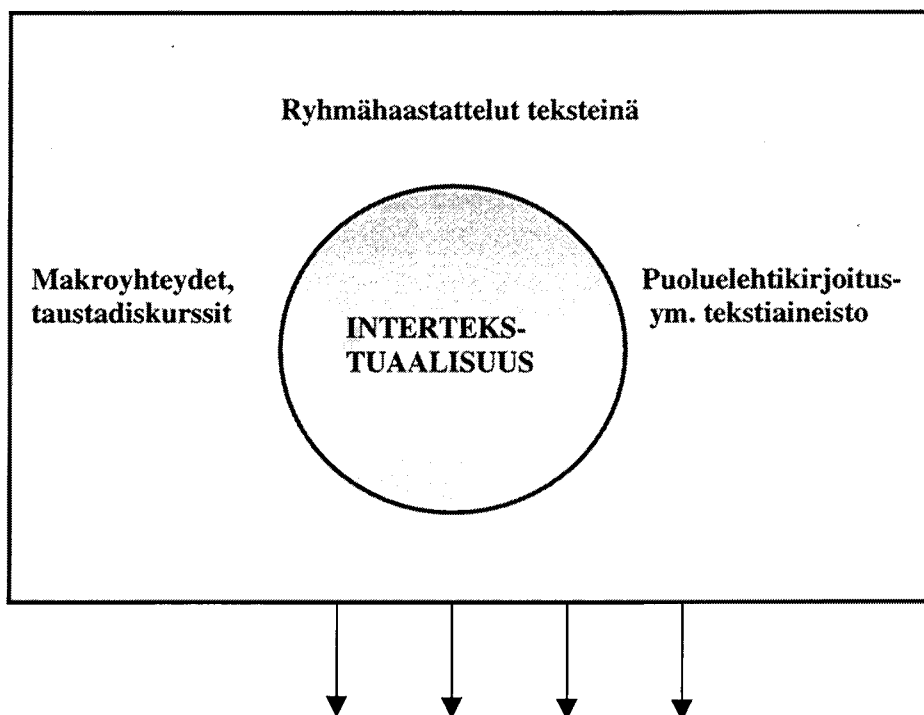 Ryhmähaastattelut teksteinä
Makroyhteydet,
taustadiskurssit
INTERTEKS-
TUAALISUUS
Puoluelehtikirjoitus-
ym. tekstiaineisto